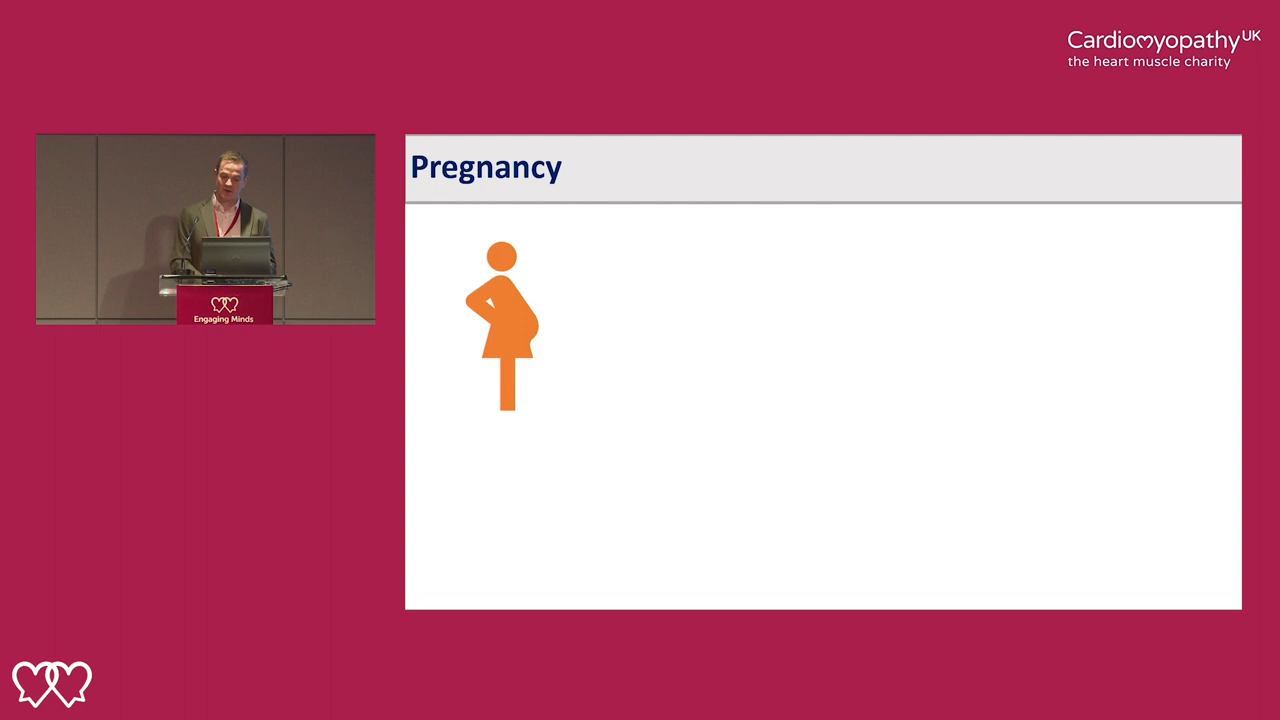 Cardiomyopathy UK
the heart muscle charity
Pregnancy
Engaging Minds